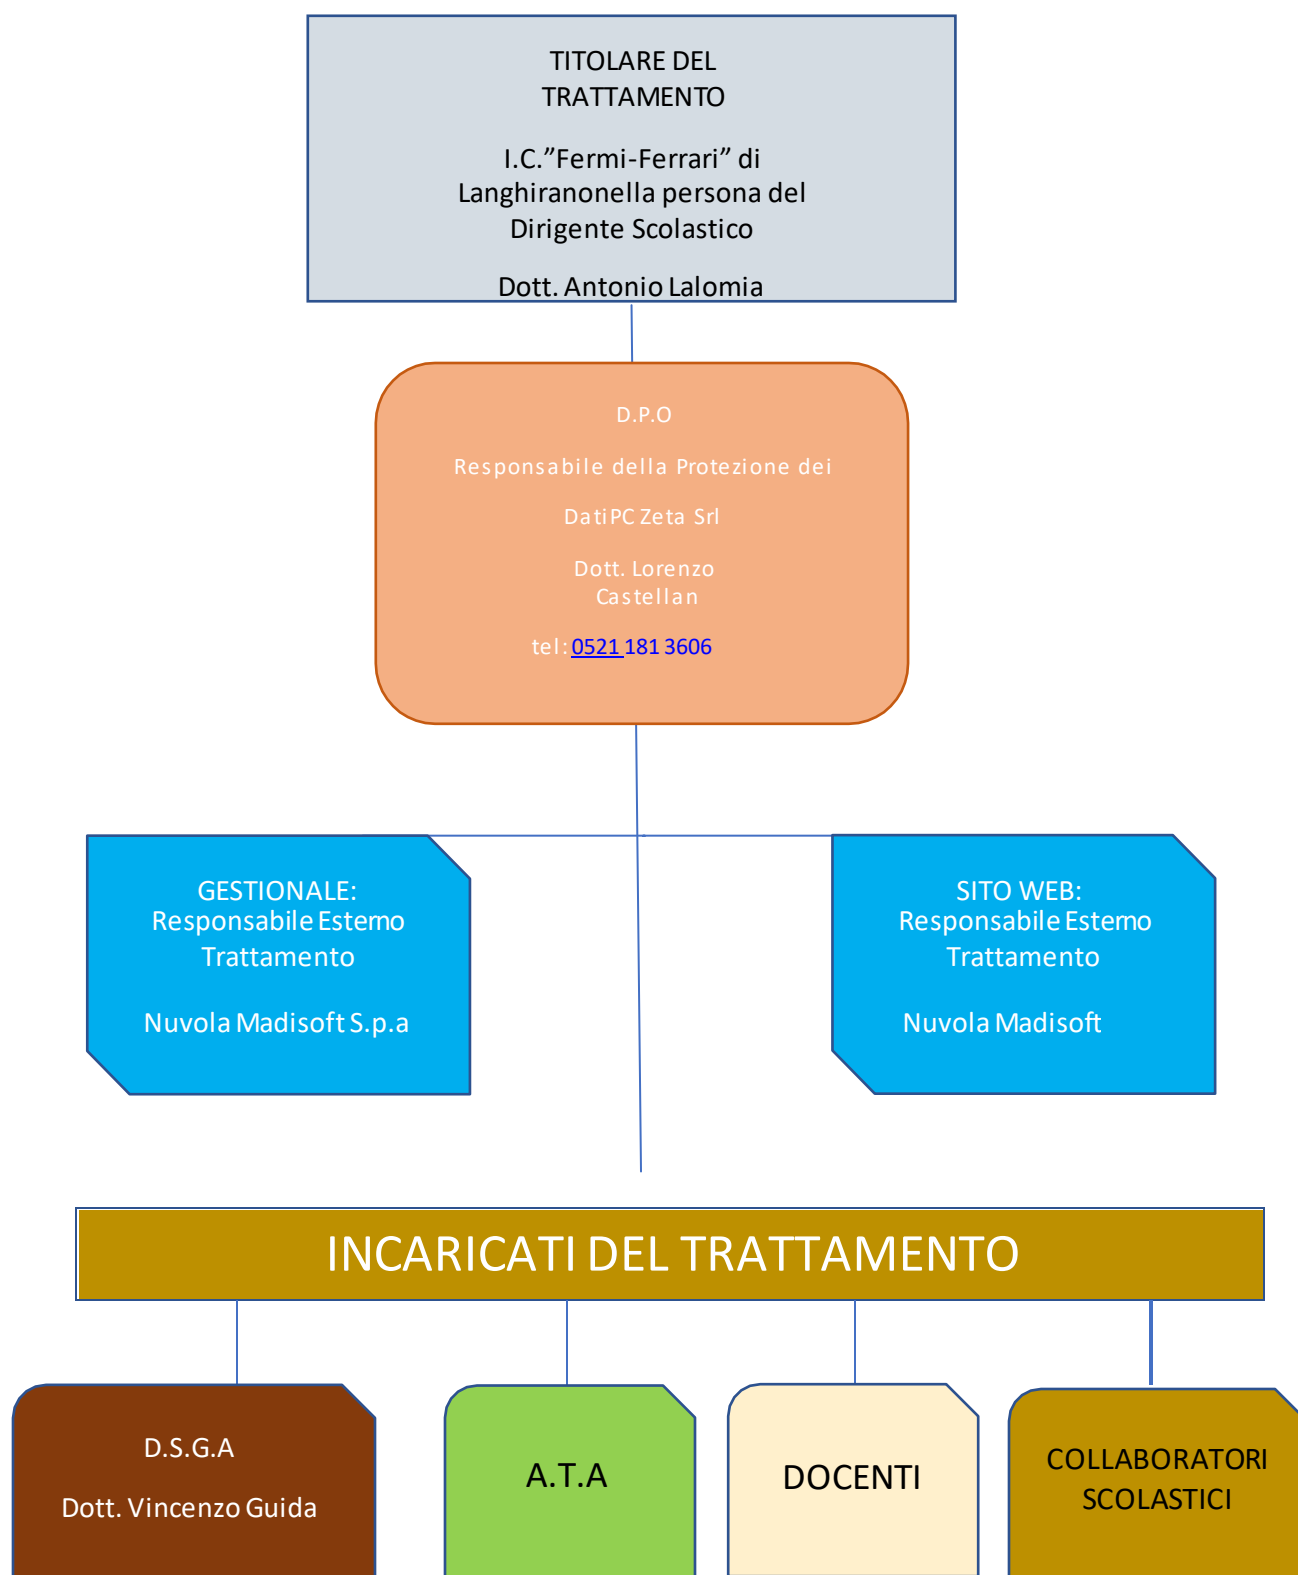 TITOLARE DEL
TRATTAMENTO
I.C.”Fermi-Ferrari” di
Langhiranonella persona del
Dirigente Scolastico
Dott. Antonio Lalomia
D.P.O
Responsabile della Protezione dei
DatiPC Zeta Srl
Dott. Lorenzo
Castellan
tel: 0521 181 3606
GESTIONALE:
Responsabile Esterno
Trattamento
Nuvola Madisoft S.p.a
SITO WEB:
Responsabile Esterno
Trattamento
Nuvola Madisoft
INCARICATI DEL TRATTAMENTO
D.S.G.A
Dott. Vincenzo Guida
A.T.A
DOCENTI
COLLABORATORI
SCOLASTICI